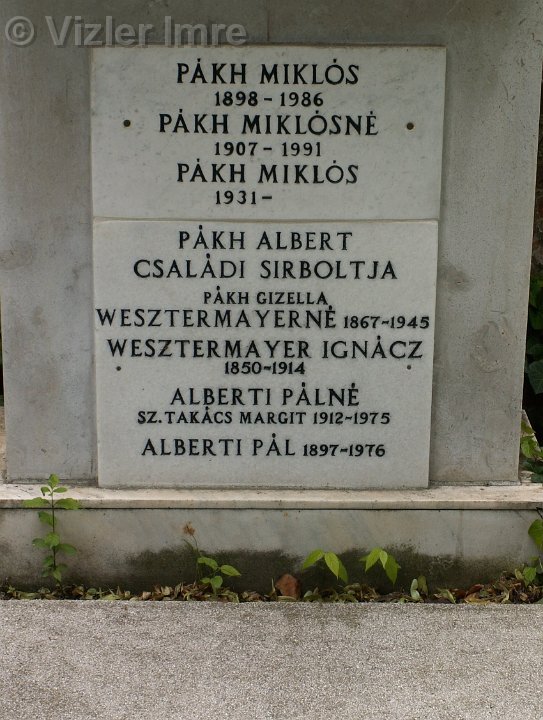 © Vizler Imre
PÁKH MIKLÓS
1898 - 1986
PÁKH MIKLÓSNÉ
1907 - 1991
PÁKH MIKLÓS
1931 -
PÁKH ALBERT
CSALÁDI SIRBOLTJA
PÁKH GIZELLA
WESZTERMAYERNÉ 1867-1945
WESZTERMAYER IGNÁCZ
1850-1914
ALBERTI PÁLNÉ
SZ. TAKÁCS MARGIT 1912-1975
ALBERTI PÁL 1897-1976